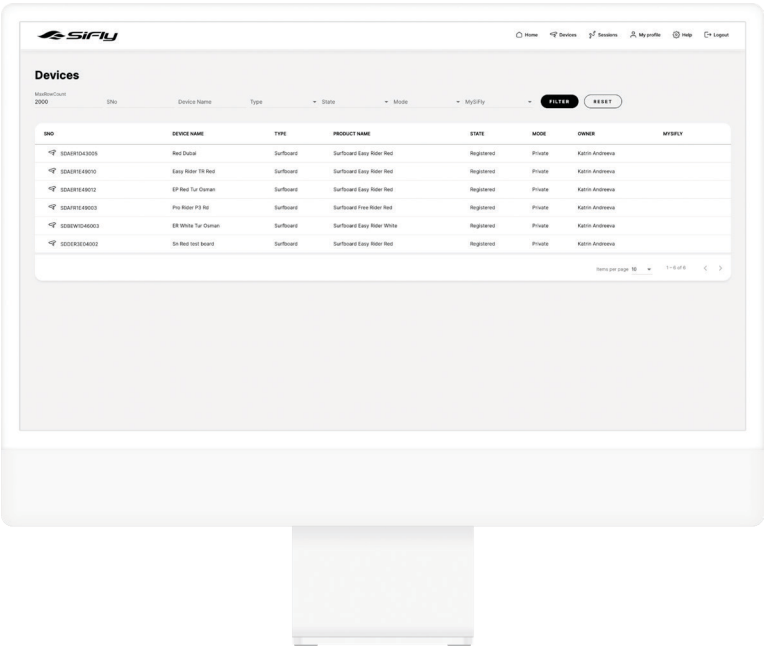 SiFly
Home Devices Sessions My profile Help Logout
Devices
MaxRowCount
2000 SNo Device Name Type State Mode MySiFly FILTER RESET
SNO DEVICE NAME TYPE PRODUCT NAME STATE MODE OWNER MYSIFLY
SDAER1D43005 Red Dubai Surfboard Surfboard Easy Rider Red Registered Private Katrin Andreeva
SDAER1E49010 Easy Rider TR Red Surfboard Surfboard Easy Rider Red Registered Private Katrin Andreeva
SDAER1E49012 EP Red Tur Osman Surfboard Surfboard Easy Rider Red Registered Private Katrin Andreeva
SDAFR1E49003 Pro Rider P3 Rd Surfboard Surfboard Free Rider Red Registered Private Katrin Andreeva
SDBEW1D46003 ER White Tur Osman Surfboard Surfboard Easy Rider White Registered Private Katrin Andreeva
SDDER3E04002 Sn Red test board Surfboard Surfboard Easy Rider Red Registered Private Katrin Andreeva
Items per page 10 1–6 of 6